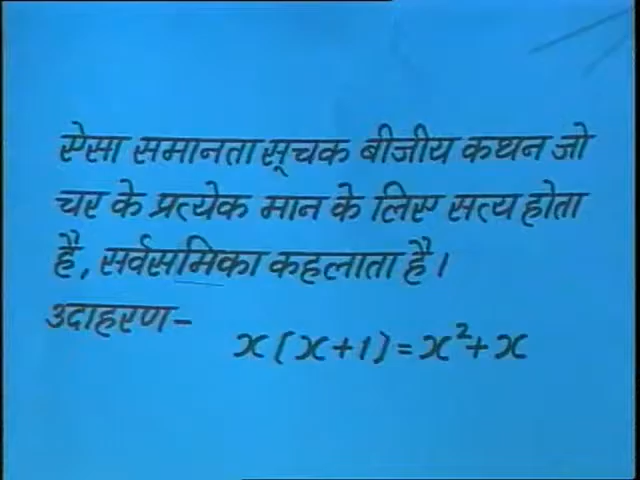 ऐसा समानता सूचक बीजीय कथन जो
चर के प्रत्येक मान के लिए सत्य होता
है, सर्वसमिका कहलाता है।
उदाहरण-
x(x+1)=x²+x